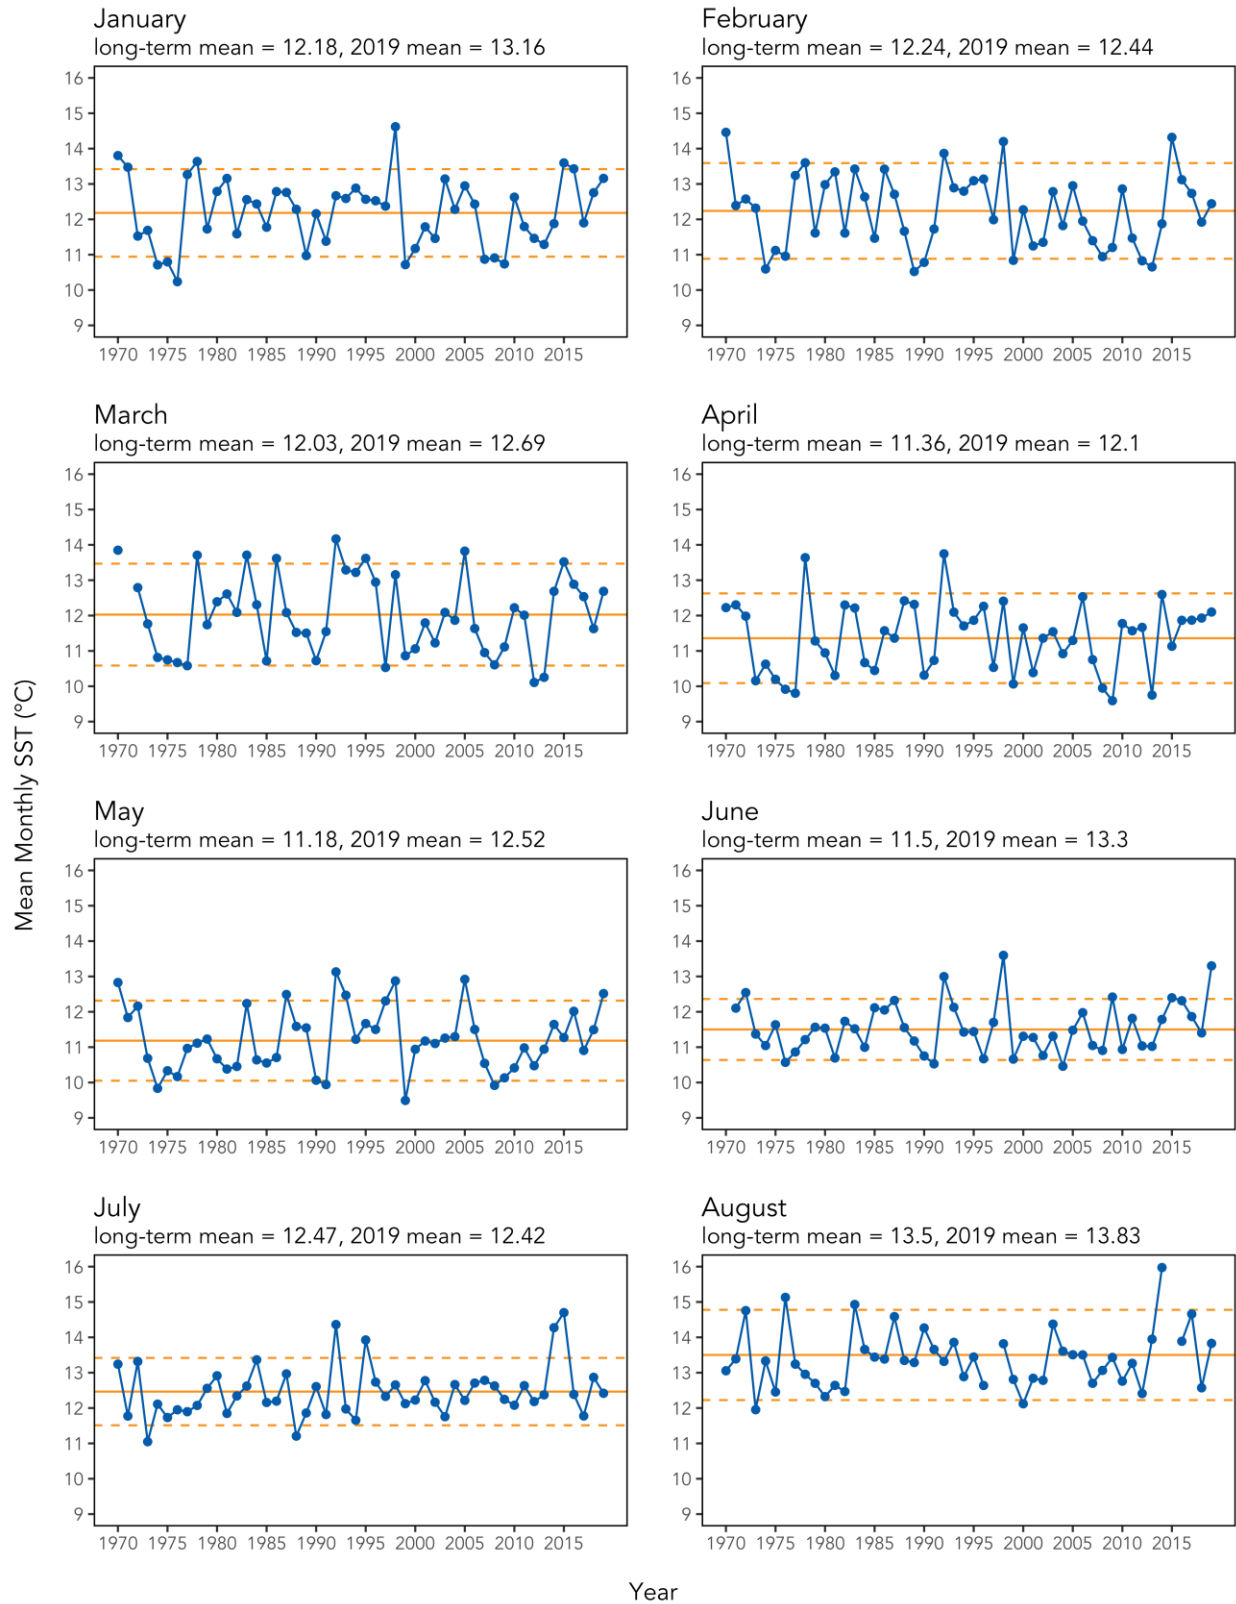 January
long-term mean = 12.18, 2019 mean = 13.16
16
15
14
13
12
11
10
9
1970 1975 1980 1985 1990 1995 2000 2005 2010 2015
February
long-term mean = 12.24, 2019 mean = 12.44
16
15
14
13
12
11
10
9
1970 1975 1980 1985 1990 1995 2000 2005 2010 2015
March
long-term mean = 12.03, 2019 mean = 12.69
16
15
14
13
12
11
10
9
1970 1975 1980 1985 1990 1995 2000 2005 2010 2015
April
long-term mean = 11.36, 2019 mean = 12.1
16
15
14
13
12
11
10
9
1970 1975 1980 1985 1990 1995 2000 2005 2010 2015
Mean Monthly SST (°C)
May
long-term mean = 11.18, 2019 mean = 12.52
16
15
14
13
12
11
10
9
1970 1975 1980 1985 1990 1995 2000 2005 2010 2015
June
long-term mean = 11.5, 2019 mean = 13.3
16
15
14
13
12
11
10
9
1970 1975 1980 1985 1990 1995 2000 2005 2010 2015
July
long-term mean = 12.47, 2019 mean = 12.42
16
15
14
13
12
11
10
9
1970 1975 1980 1985 1990 1995 2000 2005 2010 2015
August
long-term mean = 13.5, 2019 mean = 13.83
16
15
14
13
12
11
10
9
1970 1975 1980 1985 1990 1995 2000 2005 2010 2015
Year